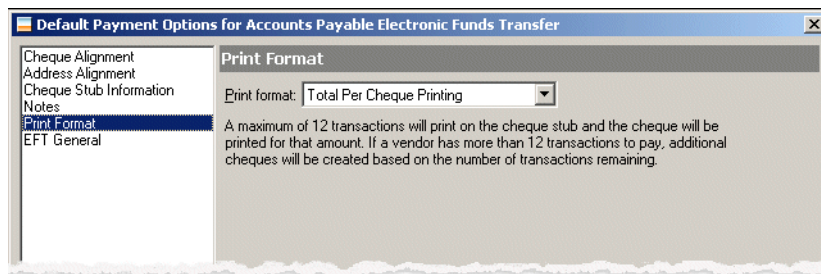 Default Payment Options for Accounts Payable Electronic Funds Transfer
Cheque Alignment
Address Alignment
Cheque Stub Information
Notes
Print Format
EFT General
Print Format
Print format: Total Per Cheque Printing
A maximum of 12 transactions will print on the cheque stub and the cheque will be
printed for that amount. If a vendor has more than 12 transactions to pay, additional
cheques will be created based on the number of transactions remaining.